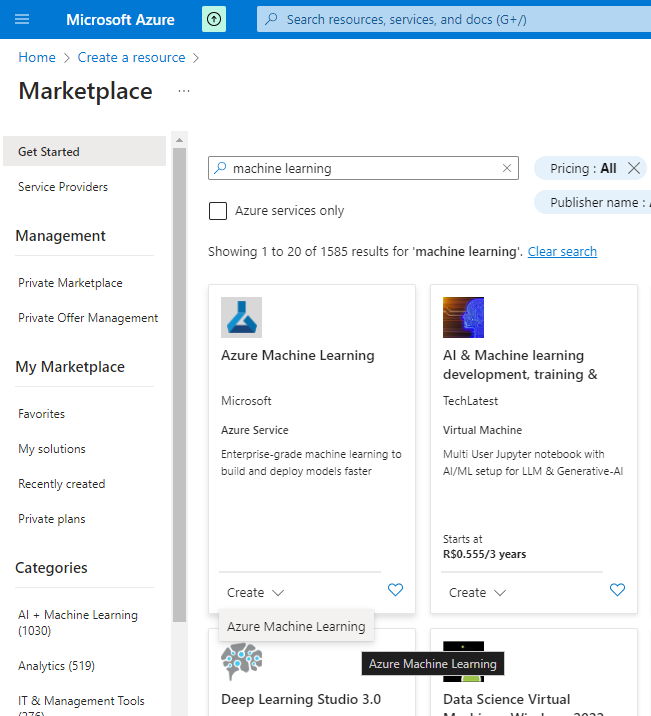 Microsoft Azure
Search resources, services, and docs (G+/)
Home > Create a resource >
Marketplace ...
Get Started
Service Providers
Management
Private Marketplace
Private Offer Management
My Marketplace
Favorites
My solutions
Recently created
Private plans
Categories
AI + Machine Learning
(1030)
Analytics (519)
IT & Management Tools
machine learning
Pricing : All
Azure services only
Publisher name :
Showing 1 to 20 of 1585 results for 'machine learning'. Clear search
Azure Machine Learning
Microsoft
Azure Service
Enterprise-grade machine learning to
build and deploy models faster
Create
Azure Machine Learning
AI & Machine learning
development, training &
TechLatest
Virtual Machine
Multi User Jupyter notebook with
AI/ML setup for LLM & Generative-AI
Starts at
R$0.555/3 years
Create
Azure Machine Learning
Deep Learning Studio 3.0
Data Science Virtual